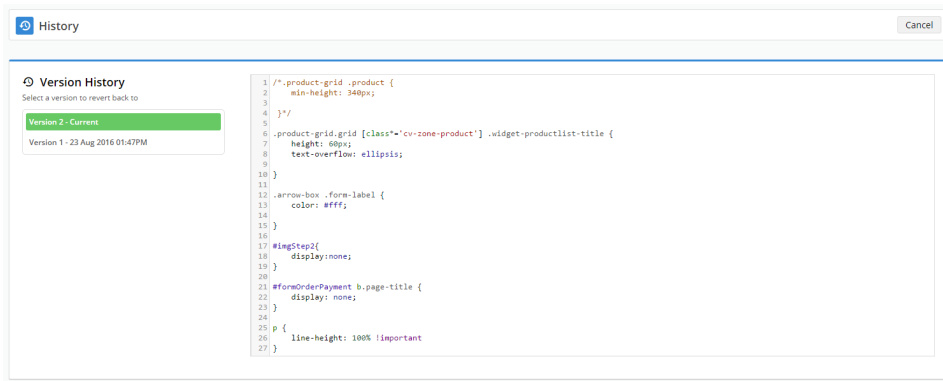 History
Cancel
Version History
Select a version to revert back to
Version 2 - Current
Version 1 - 23 Aug 2016 01:47PM
1 /*.product-grid .product {
2     min-height: 340px;
3
4  }*/
5
6 .product-grid.grid [class*='cv-zone-product'] .widget-productlist-title {
7     height: 60px;
8     text-overflow: ellipsis;
9
10 }
11
12 .arrow-box .form-label {
13     color: #fff;
14
15 }
16
17 #imgStep2{
18     display:none;
19 }
20
21 #formOrderPayment b.page-title {
22     display: none;
23 }
24
25 p {
26     line-height: 100% !important
27 }